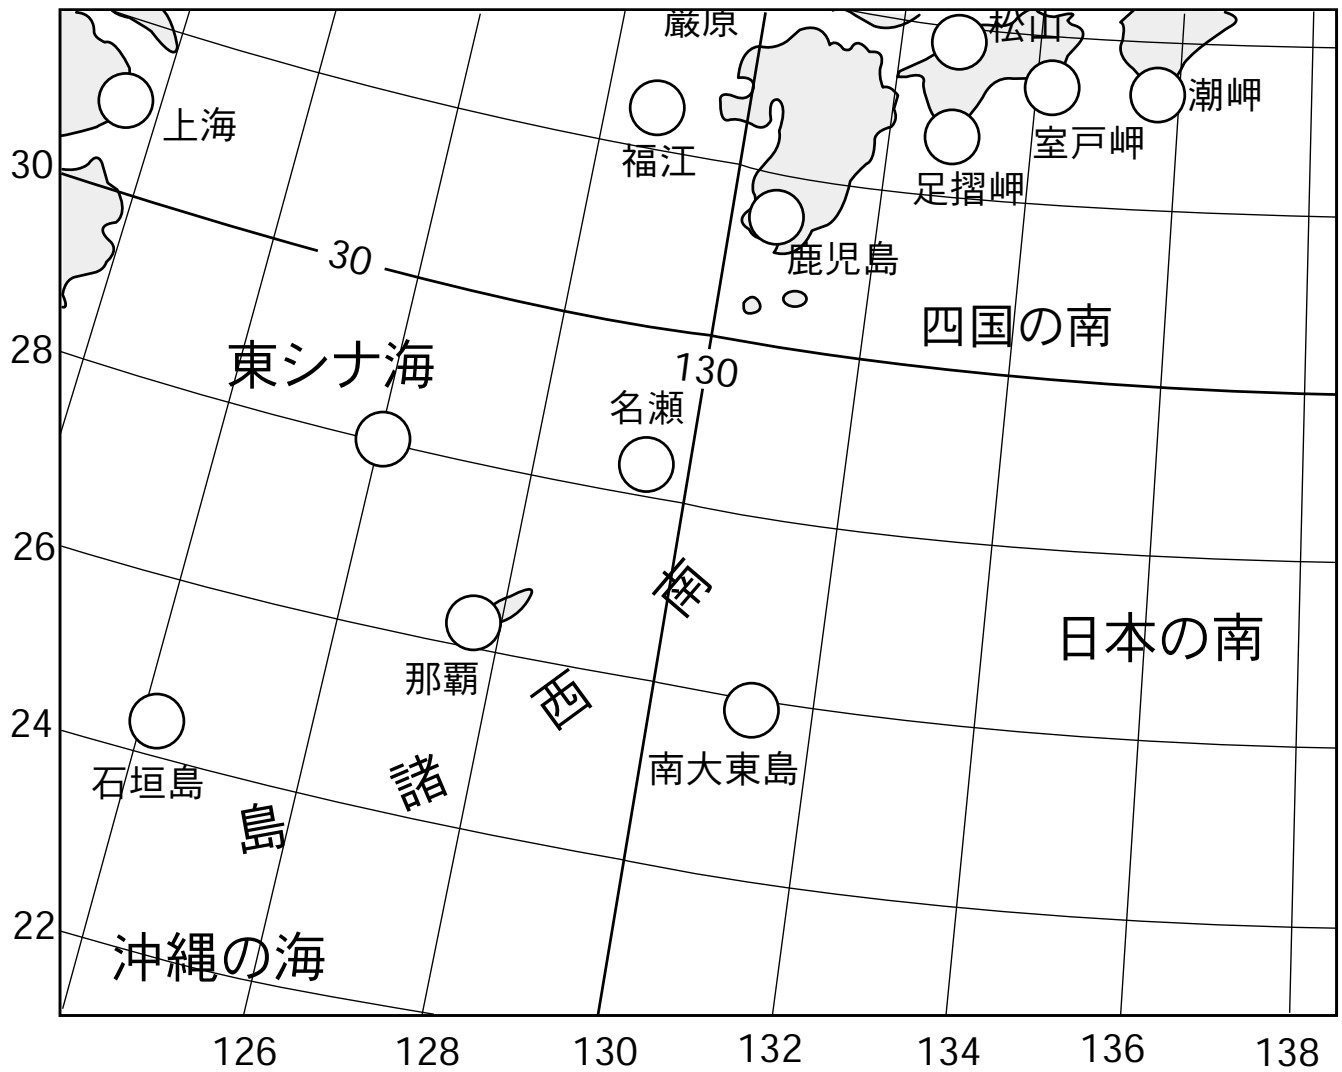 厳原
松山
潮岬
上海
室戸岬
福江
足摺岬
30
鹿児島
30
四国の南
28
東シナ海
130
名瀬
26
南
日本の南
那覇
西
24
南大東島
石垣島
諸
島
22
沖縄の海
126
128
130
132
134
136
138